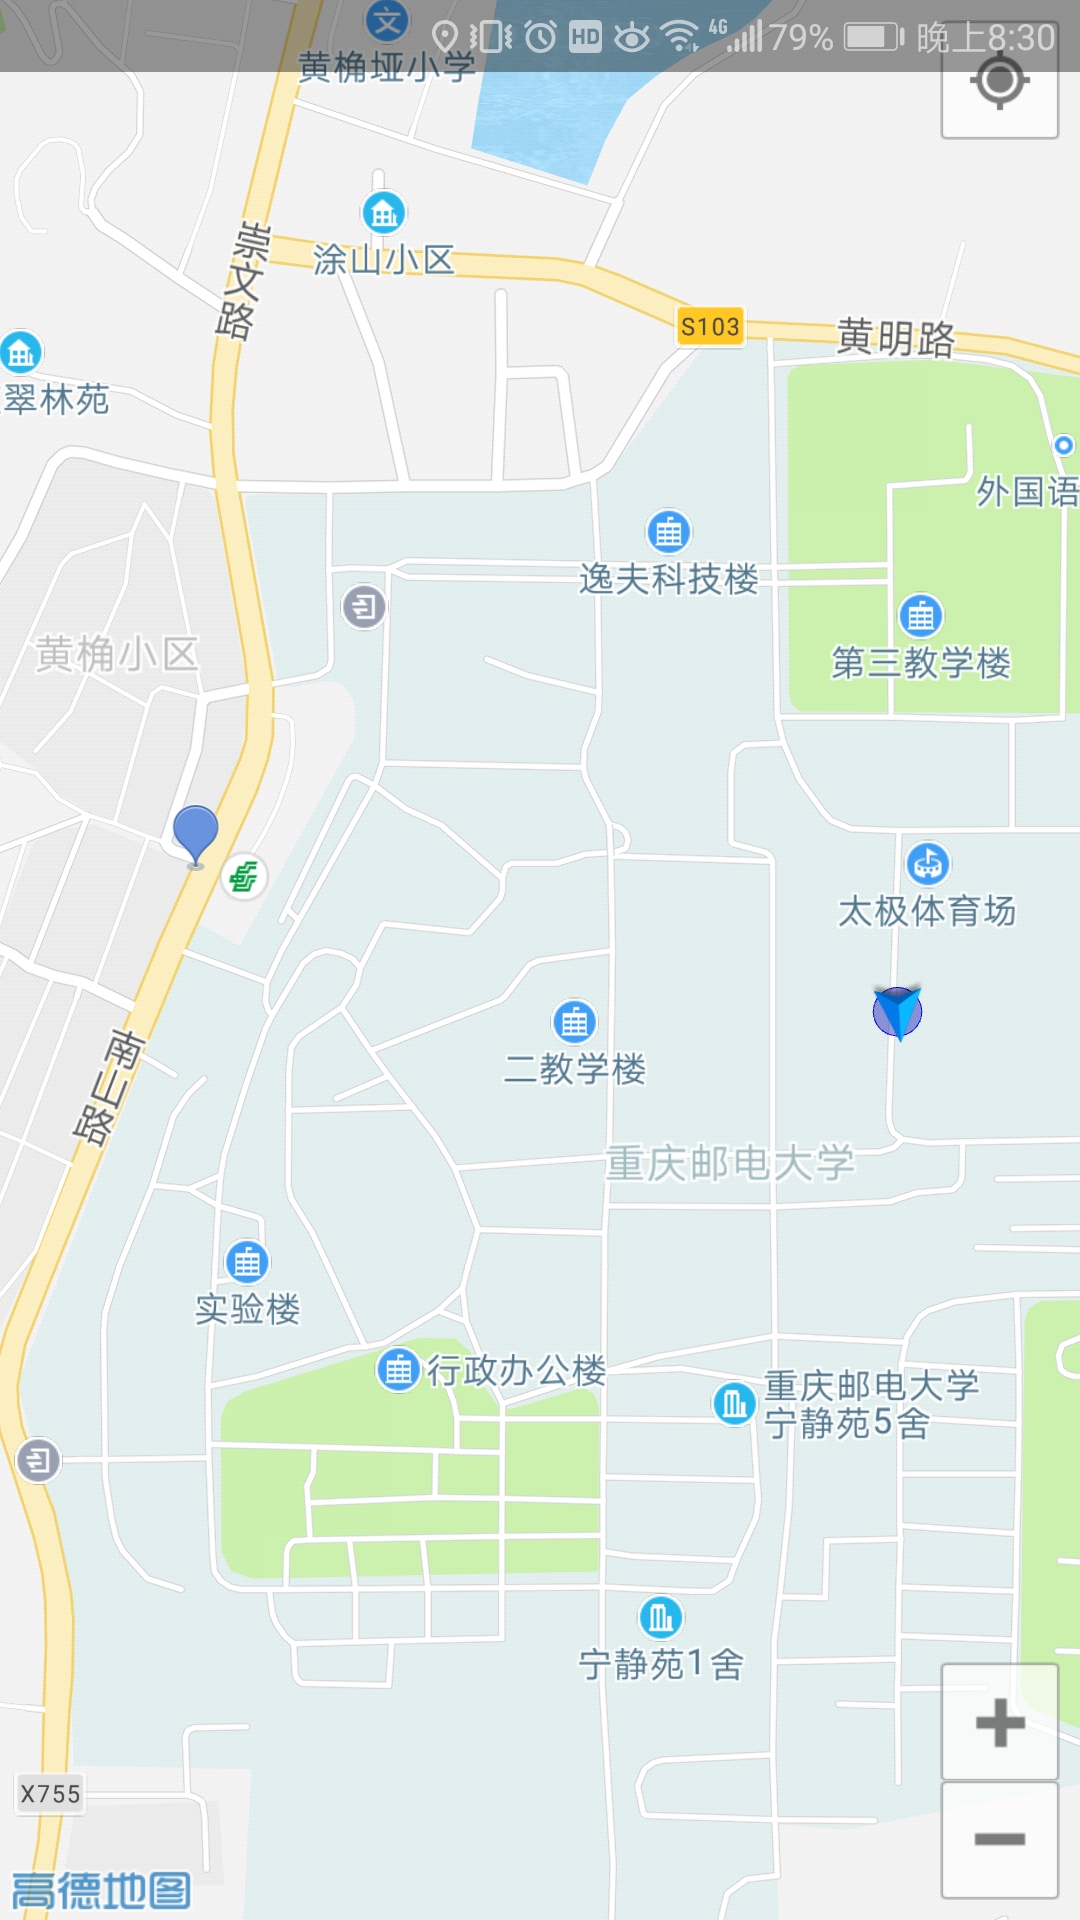 4G
HD
79%
晚上8:30
文
黄桷垭小学
涂山小区
崇文路
S103
黄明路
翠林苑
外国语
逸夫科技楼
黄桷小区
第三教学楼
太极体育场
二教学楼
南山路
重庆邮电大学
实验楼
行政办公楼
重庆邮电大学
宁静苑5舍
宁静苑1舍
X755
高德地图